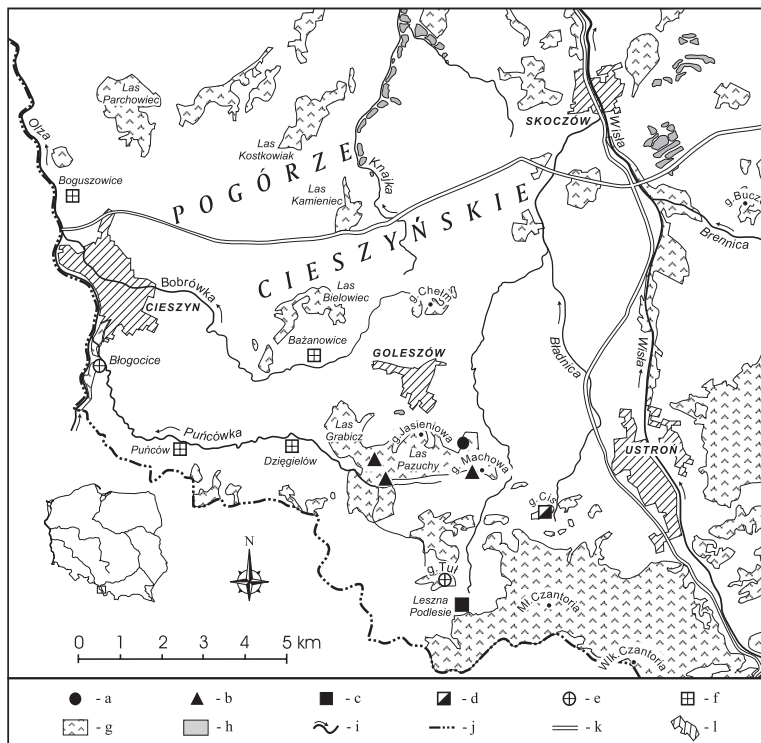 Las
Parchowiec
Olza
Las
Kostkowiak
SKOCZÓW
Wisła
Boguszowice
POGÓRZE
Las
Kamieniec
Knajka
g. Bucze
Brennica
CIESZYŃSKIE
Bobrówka
CIESZYN
Las
Bielowiec
g. Chełm
Bażanowice
GOLESZÓW
Błogocice
Bładnica
Wisła
Puńcówka
Las
Grabicz
g. Jasieniowa
Las
Pazuchy
g. Machowa
Puńców
Dzięgielów
USTROŃ
g. Cis
N
g. Tuł
Leszna
Podlesie
Mł. Czantoria
Wlk. Czantoria
0 1 2 3 4 5 km
- a - b - c - d - e - f
- g - h - i - j - k - l